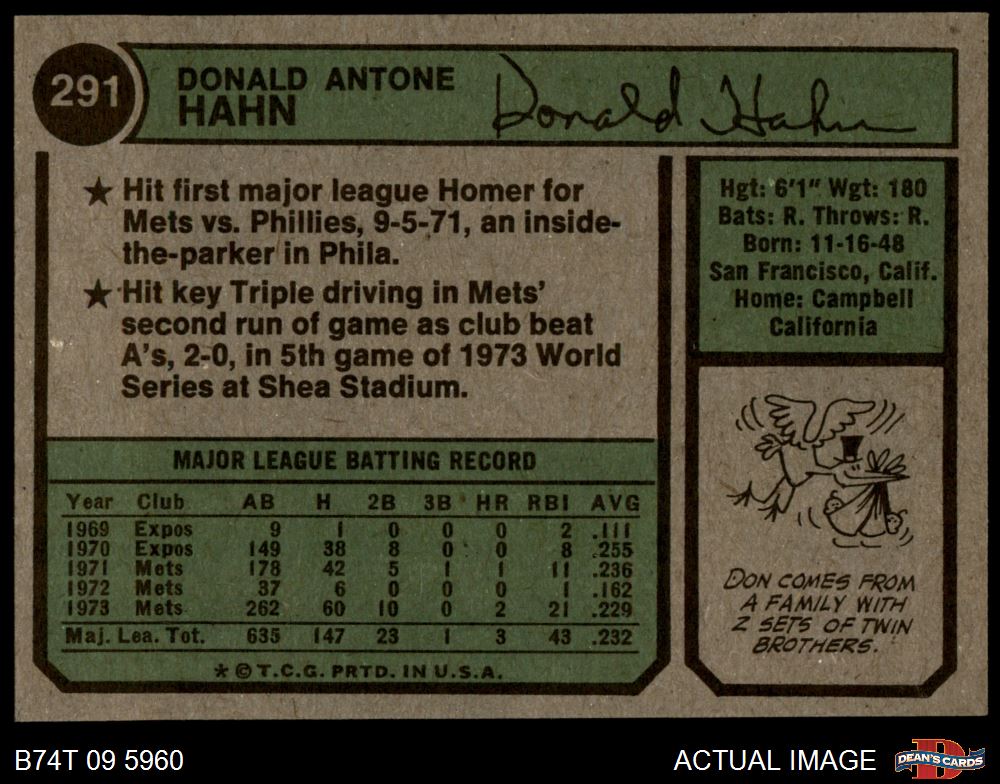 291
DONALD ANTONE
HAHN
Donald Hahn
★ Hit first major league Homer for
Mets vs. Phillies, 9-5-71, an inside-
the-parker in Phila.
★ Hit key Triple driving in Mets'
second run of game as club beat
A's, 2-0, in 5th game of 1973 World
Series at Shea Stadium.
Hgt: 6'1" Wgt: 180
Bats: R. Throws: R.
Born: 11-16-48
San Francisco, Calif.
Home: Campbell
California
MAJOR LEAGUE BATTING RECORD
Year Club AB H 2B 3B HR RBI AVG
1969 Expos 9 1 0 0 0 2 .111
1970 Expos 149 38 8 0 0 8 .255
1971 Mets 178 42 5 1 1 11 .236
1972 Mets 37 6 0 0 0 1 .162
1973 Mets 262 60 10 0 2 21 .229
Maj. Lea. Tot. 635 147 23 1 3 43 .232
* © T.C.G. PRTD. IN U.S.A.
DON COMES FROM
A FAMILY WITH
2 SETS OF TWIN
BROTHERS.
B74T 09 5960
ACTUAL IMAGE
D
DEAN'S CARDS